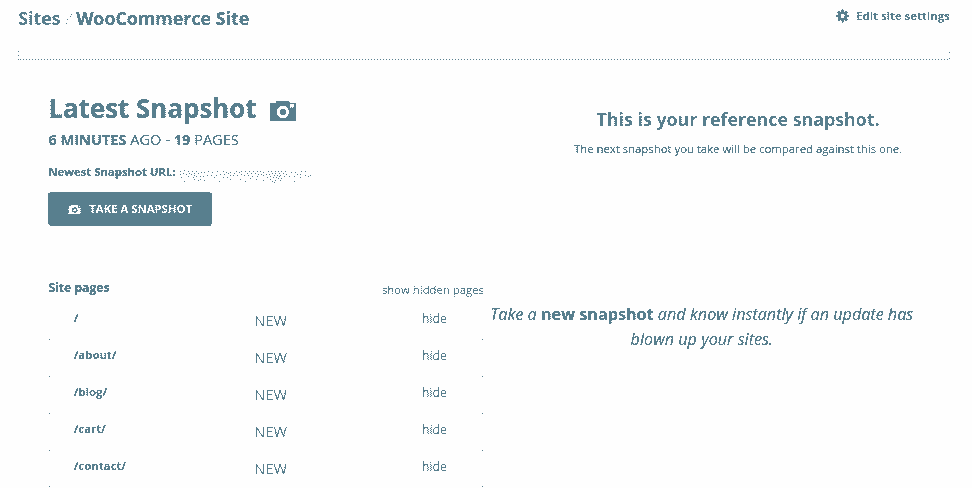 Sites / WooCommerce Site
Edit site settings
Latest Snapshot
6 MINUTES AGO - 19 PAGES
Newest Snapshot URL:
TAKE A SNAPSHOT
This is your reference snapshot.
The next snapshot you take will be compared against this one.
Site pages
show hidden pages
/ NEW hide
/about/ NEW hide
/blog/ NEW hide
/cart/ NEW hide
/contact/ NEW hide
Take a new snapshot and know instantly if an update has
blown up your sites.